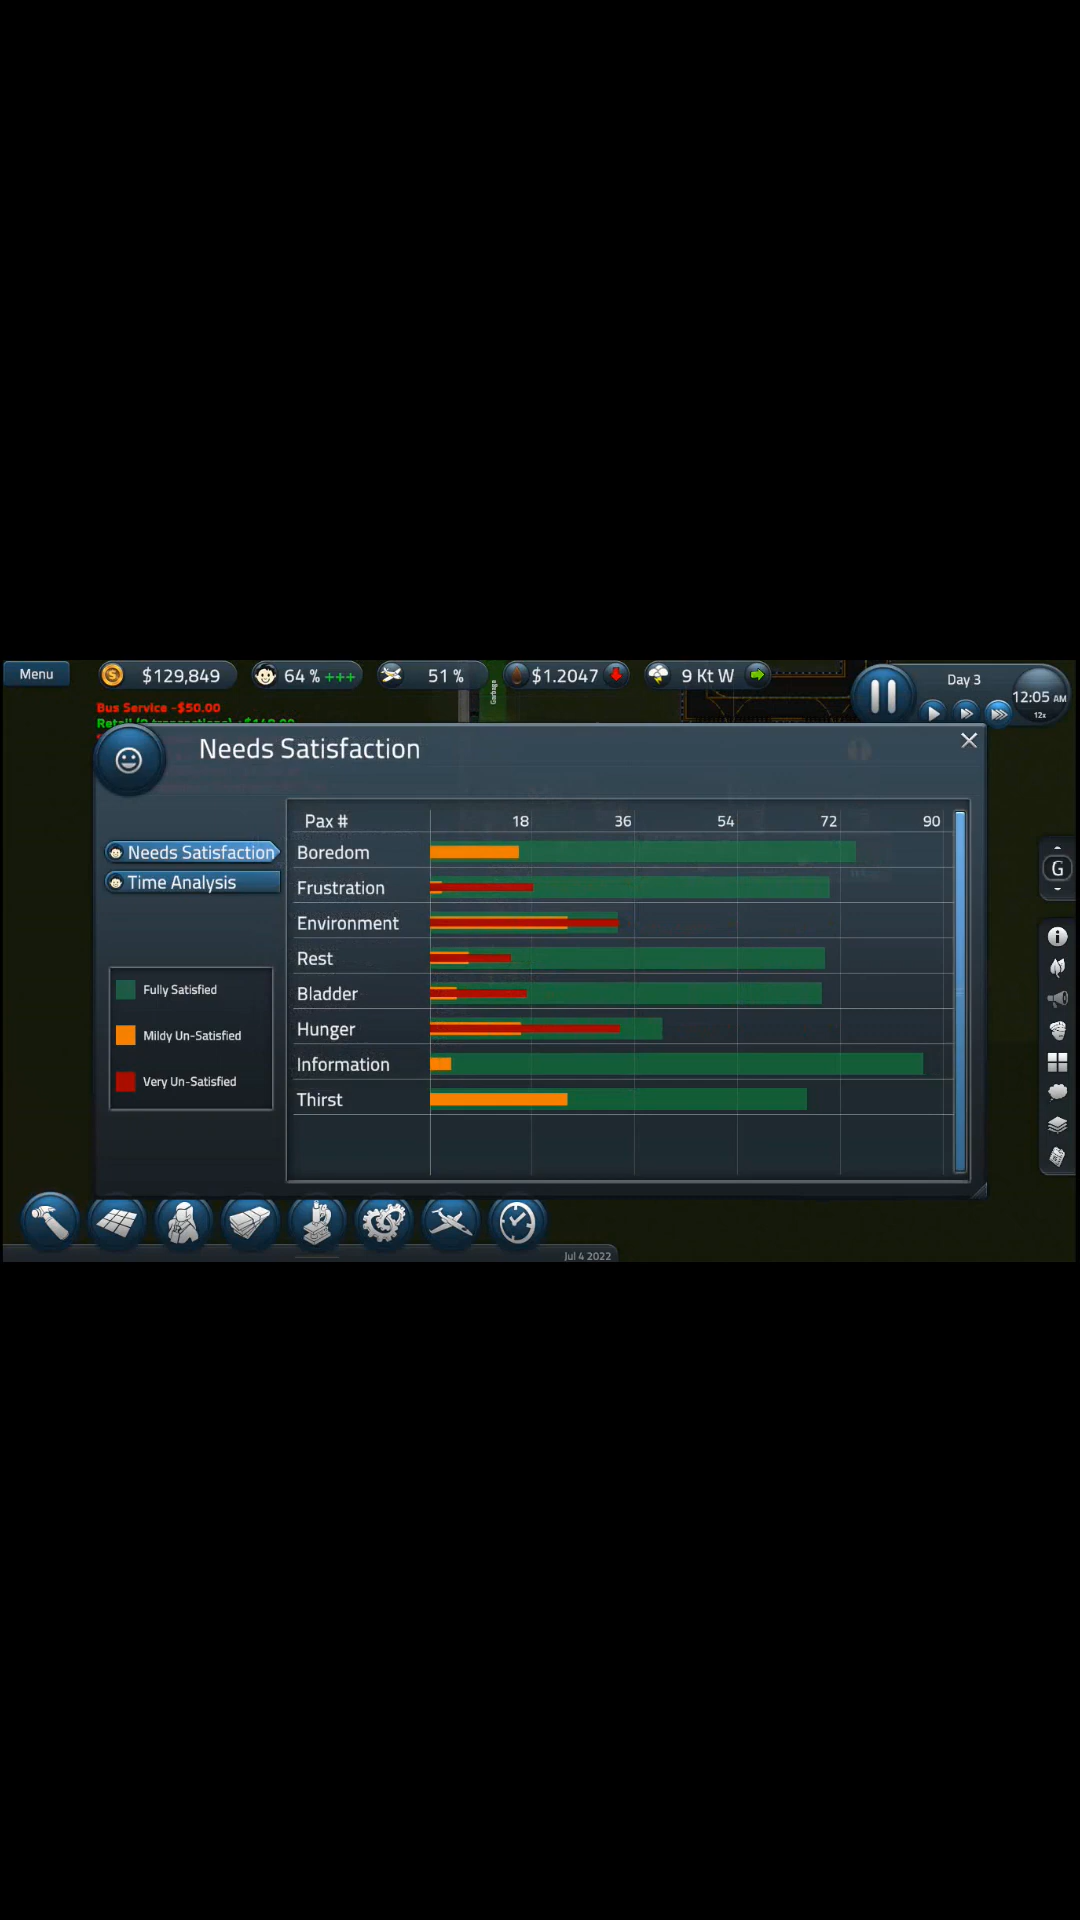 Menu
$129,849
64 % +++
51 %
$1.2047
9 Kt W
Day 3
12:05 AM
12x
Garbage
Bus Service -$50.00
Needs Satisfaction
Needs Satisfaction
Time Analysis
Fully Satisfied
Mildy Un-Satisfied
Very Un-Satisfied
Pax # 18 36 54 72 90
Boredom
Frustration
Environment
Rest
Bladder
Hunger
Information
Thirst
G
Jul 4 2022